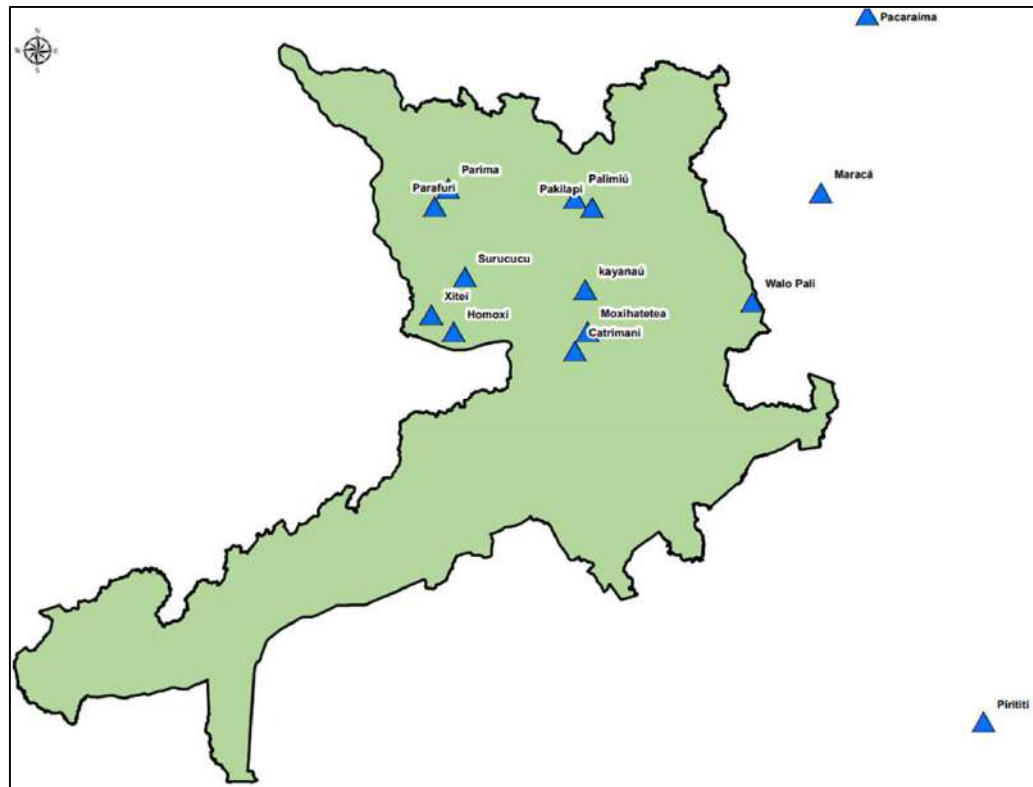 Pacaraima
N
W
E
S
Parima
Parafuri
Palimiú
Pakilapi
Maracá
Surucucu
kayanaú
Walo Pali
Xitei
Homoxi
Moxihatetea
Catrimani
Pirititi